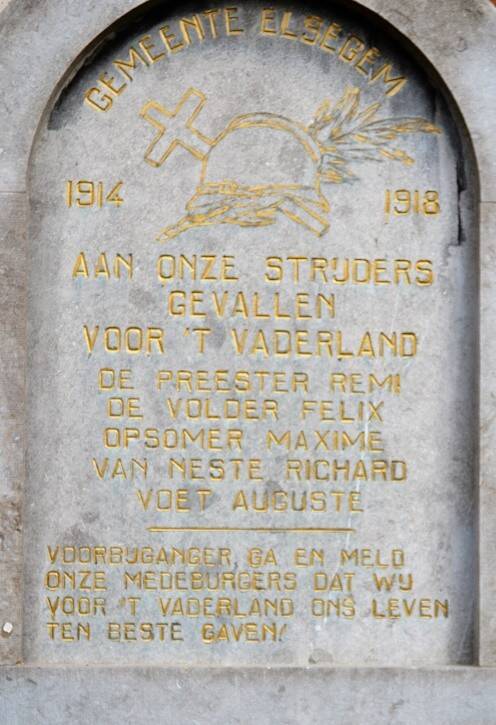 GEMEENTE ELSEGEM
1914 1918
AAN ONZE STRIJDERS
GEVALLEN
VOOR 'T VADERLAND
DE PREESTER REMI
DE VOLDER FELIX
OPSOMER MAXIME
VAN NESTE RICHARD
VOET AUGUSTE
VOORBIJGANGER, GA EN MELD
ONZE MEDEBURGERS DAT WIJ
VOOR 'T VADERLAND ONS LEVEN
TEN BESTE GAVEN!